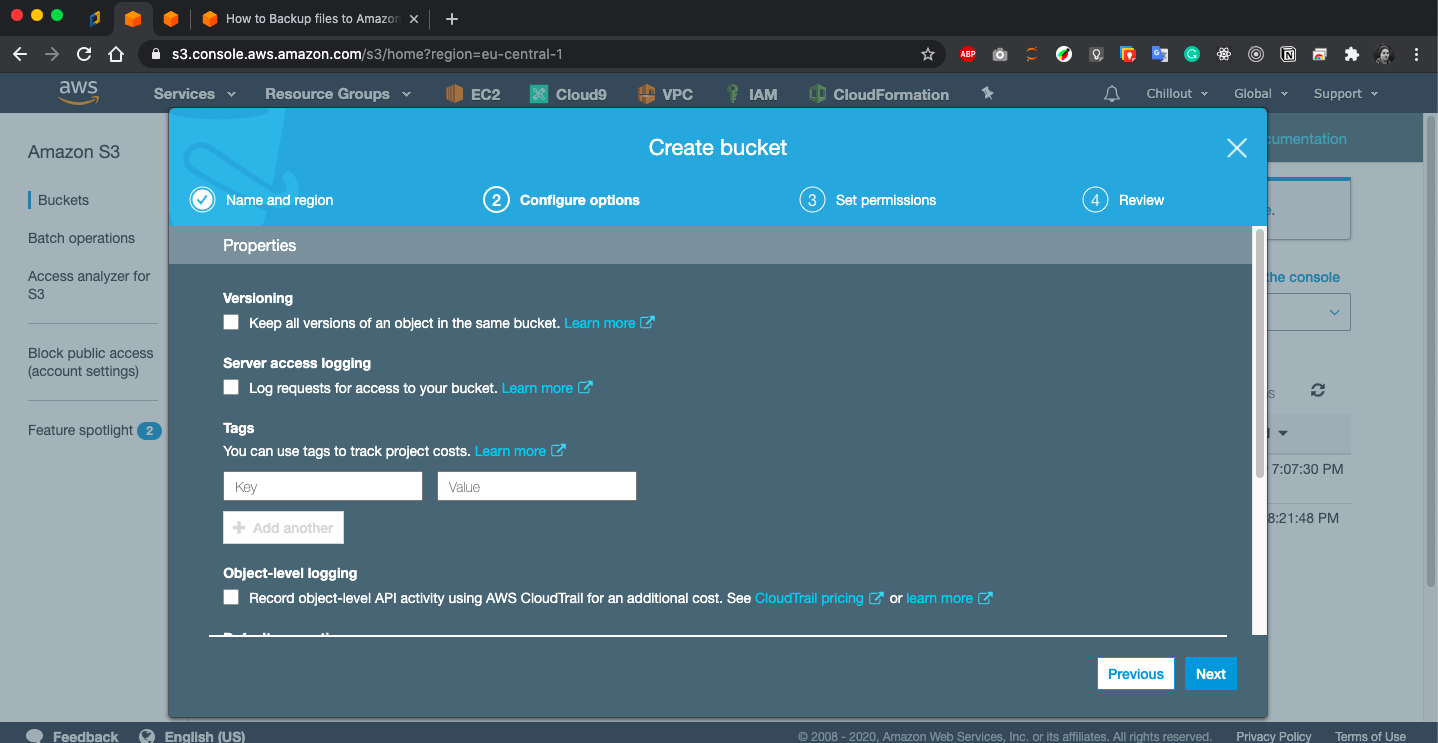 How to Backup files to Amazon
s3.console.aws.amazon.com/s3/home?region=eu-central-1
ABP
aws
Services
Resource Groups
EC2
Cloud9
VPC
IAM
CloudFormation
Chillout
Global
Support
Amazon S3
Buckets
Batch operations
Access analyzer for
S3
Block public access
(account settings)
Feature spotlight 2
Create bucket
Name and region
2 Configure options
3 Set permissions
4 Review
Properties
Versioning
Keep all versions of an object in the same bucket. Learn more
Server access logging
Log requests for access to your bucket. Learn more
Tags
You can use tags to track project costs. Learn more
Key
Value
+ Add another
Object-level logging
Record object-level API activity using AWS CloudTrail for an additional cost. See CloudTrail pricing or learn more
Previous
Next
cumentation
e.
the console
s
d
7:07:30 PM
8:21:48 PM
Feedback
English (US)
© 2008 - 2020, Amazon Web Services, Inc. or its affiliates. All rights reserved.
Privacy Policy
Terms of Use